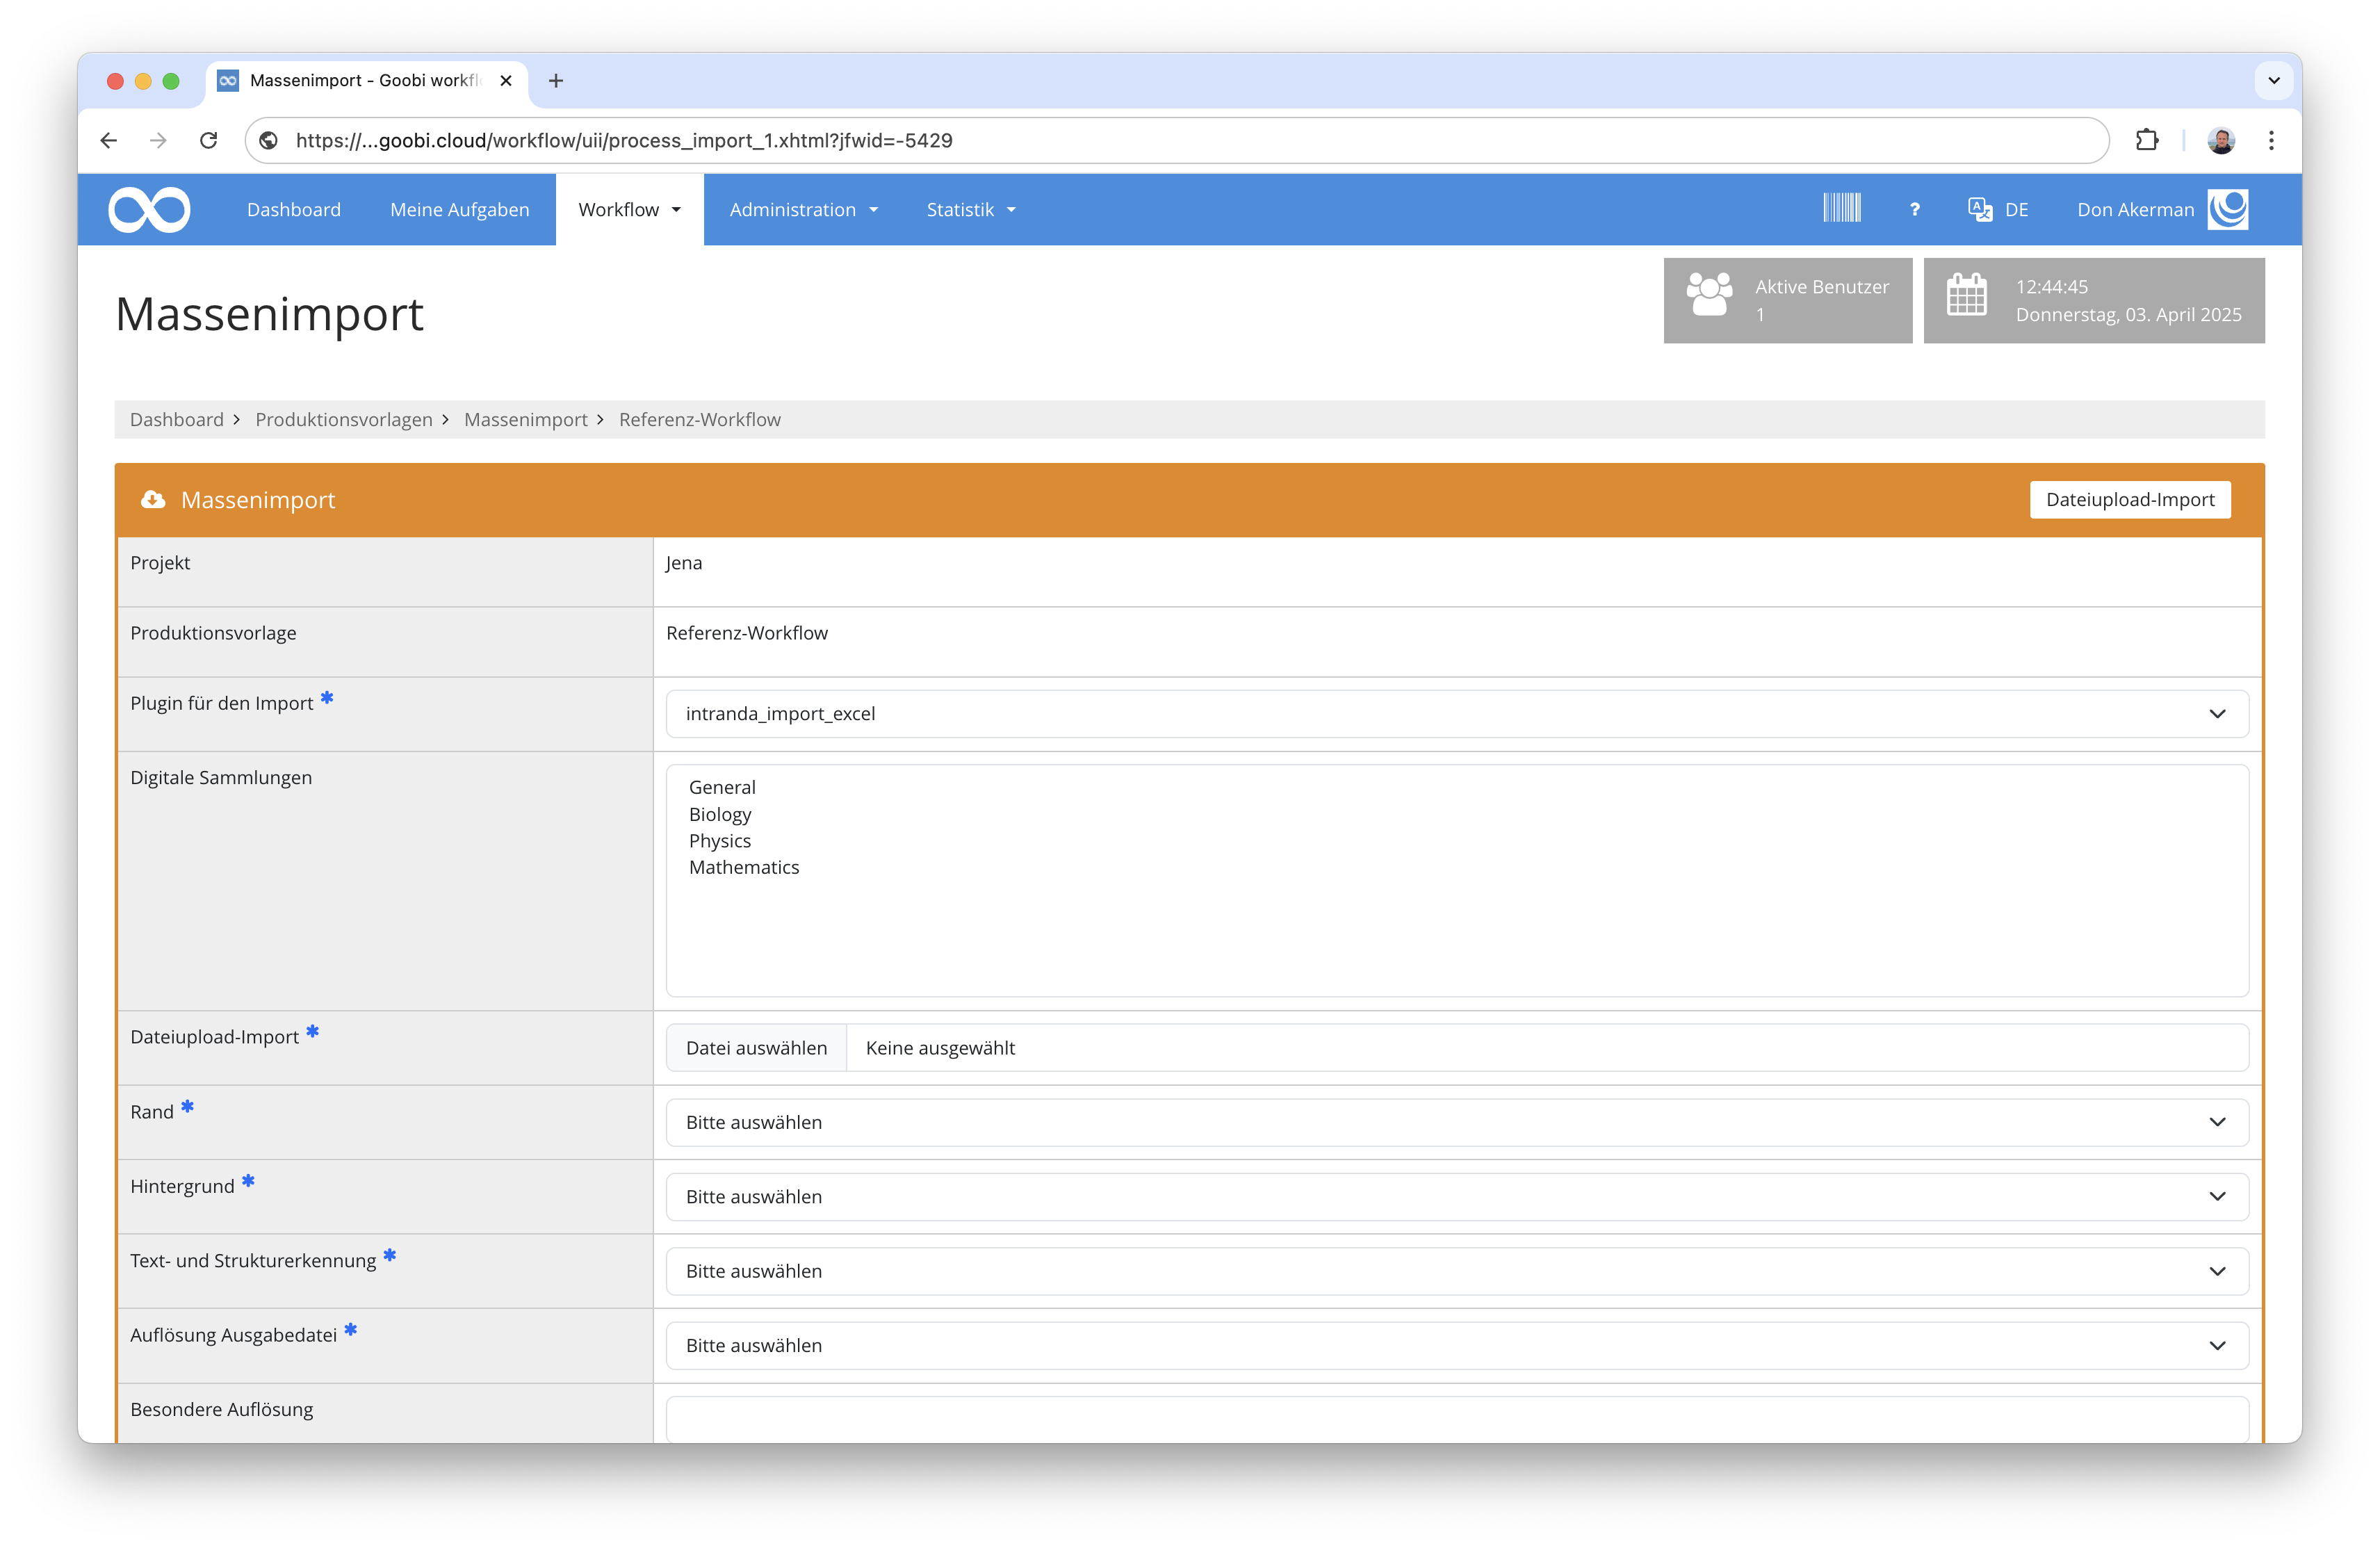 Massenimport - Goobi workfl
https://...goobi.cloud/workflow/uii/process_import_1.xhtml?jfwid=-5429
Dashboard Meine Aufgaben Workflow Administration Statistik ? DE Don Akerman
Massenimport
Aktive Benutzer
1
12:44:45
Donnerstag, 03. April 2025
Dashboard > Produktionsvorlagen > Massenimport > Referenz-Workflow
Massenimport Dateiupload-Import
Projekt Jena
Produktionsvorlage Referenz-Workflow
Plugin für den Import * intranda_import_excel
Digitale Sammlungen
General
Biology
Physics
Mathematics
Dateiupload-Import * Datei auswählen Keine ausgewählt
Rand * Bitte auswählen
Hintergrund * Bitte auswählen
Text- und Strukturerkennung * Bitte auswählen
Auflösung Ausgabedatei * Bitte auswählen
Besondere Auflösung